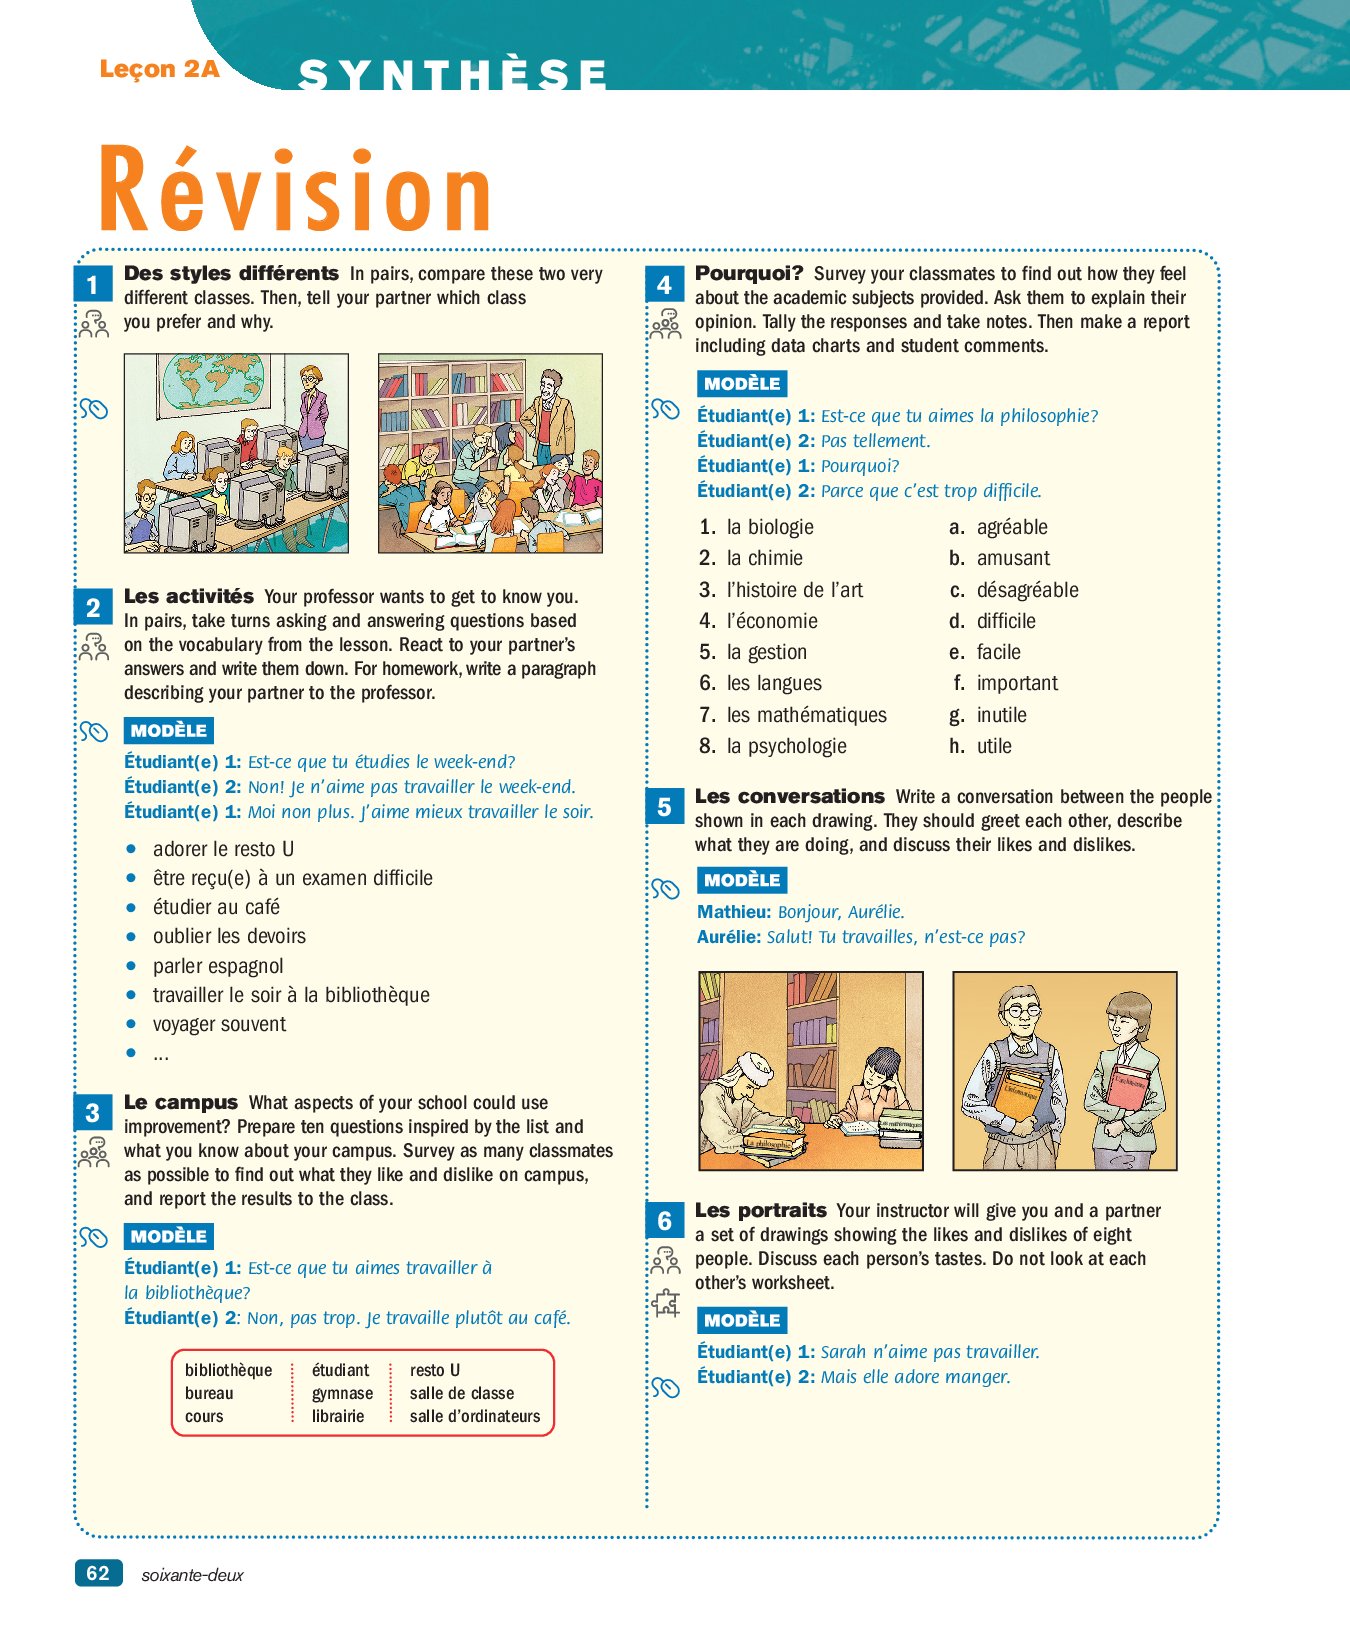 Leçon 2A
SYNTHÈSE
Révision
1
Des styles différents In pairs, compare these two very
different classes. Then, tell your partner which class
you prefer and why.
2
Les activités Your professor wants to get to know you.
In pairs, take turns asking and answering questions based
on the vocabulary from the lesson. React to your partner's
answers and write them down. For homework, write a paragraph
describing your partner to the professor.
MODÈLE
Étudiant(e) 1: Est-ce que tu étudies le week-end?
Étudiant(e) 2: Non! Je n'aime pas travailler le week-end.
Étudiant(e) 1: Moi non plus. J'aime mieux travailler le soir.
• adorer le resto U
• être reçu(e) à un examen difficile
• étudier au café
• oublier les devoirs
• parler espagnol
• travailler le soir à la bibliothèque
• voyager souvent
• ...
3
Le campus What aspects of your school could use
improvement? Prepare ten questions inspired by the list and
what you know about your campus. Survey as many classmates
as possible to find out what they like and dislike on campus,
and report the results to the class.
MODÈLE
Étudiant(e) 1: Est-ce que tu aimes travailler à
la bibliothèque?
Étudiant(e) 2: Non, pas trop. Je travaille plutôt au café.
bibliothèque étudiant resto U
bureau gymnase salle de classe
cours librairie salle d'ordinateurs
4
Pourquoi? Survey your classmates to find out how they feel
about the academic subjects provided. Ask them to explain their
opinion. Tally the responses and take notes. Then make a report
including data charts and student comments.
MODÈLE
Étudiant(e) 1: Est-ce que tu aimes la philosophie?
Étudiant(e) 2: Pas tellement.
Étudiant(e) 1: Pourquoi?
Étudiant(e) 2: Parce que c'est trop difficile.
1. la biologie a. agréable
2. la chimie b. amusant
3. l'histoire de l'art c. désagréable
4. l'économie d. difficile
5. la gestion e. facile
6. les langues f. important
7. les mathématiques g. inutile
8. la psychologie h. utile
5
Les conversations Write a conversation between the people
shown in each drawing. They should greet each other, describe
what they are doing, and discuss their likes and dislikes.
MODÈLE
Mathieu: Bonjour, Aurélie.
Aurélie: Salut! Tu travailles, n'est-ce pas?
La philosophie
Les mathématiques
L'informatique
L'architecture
6
Les portraits Your instructor will give you and a partner
a set of drawings showing the likes and dislikes of eight
people. Discuss each person's tastes. Do not look at each
other's worksheet.
MODÈLE
Étudiant(e) 1: Sarah n'aime pas travailler.
Étudiant(e) 2: Mais elle adore manger.
62 soixante-deux